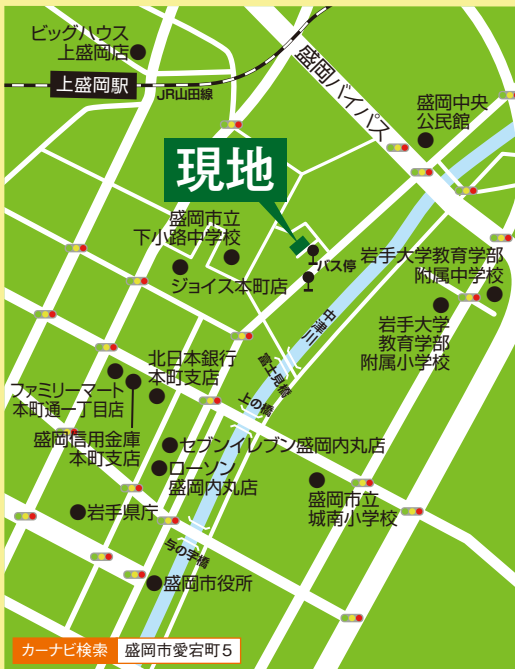 ビッグハウス
上盛岡店
上盛岡駅
JR山田線
盛岡バイパス
盛岡中央
公民館
現地
盛岡市立
下小路中学校
ジョイス本町店
バス停
岩手大学教育学部
附属中学校
岩手大学
教育学部
附属小学校
中津川
富士見橋
北日本銀行
本町支店
ファミリーマート
本町通一丁目店
上の橋
盛岡信用金庫
本町支店
セブンイレブン盛岡内丸店
ローソン
盛岡内丸店
盛岡市立
城南小学校
岩手県庁
与の字橋
盛岡市役所
カーナビ検索 盛岡市愛宕町5